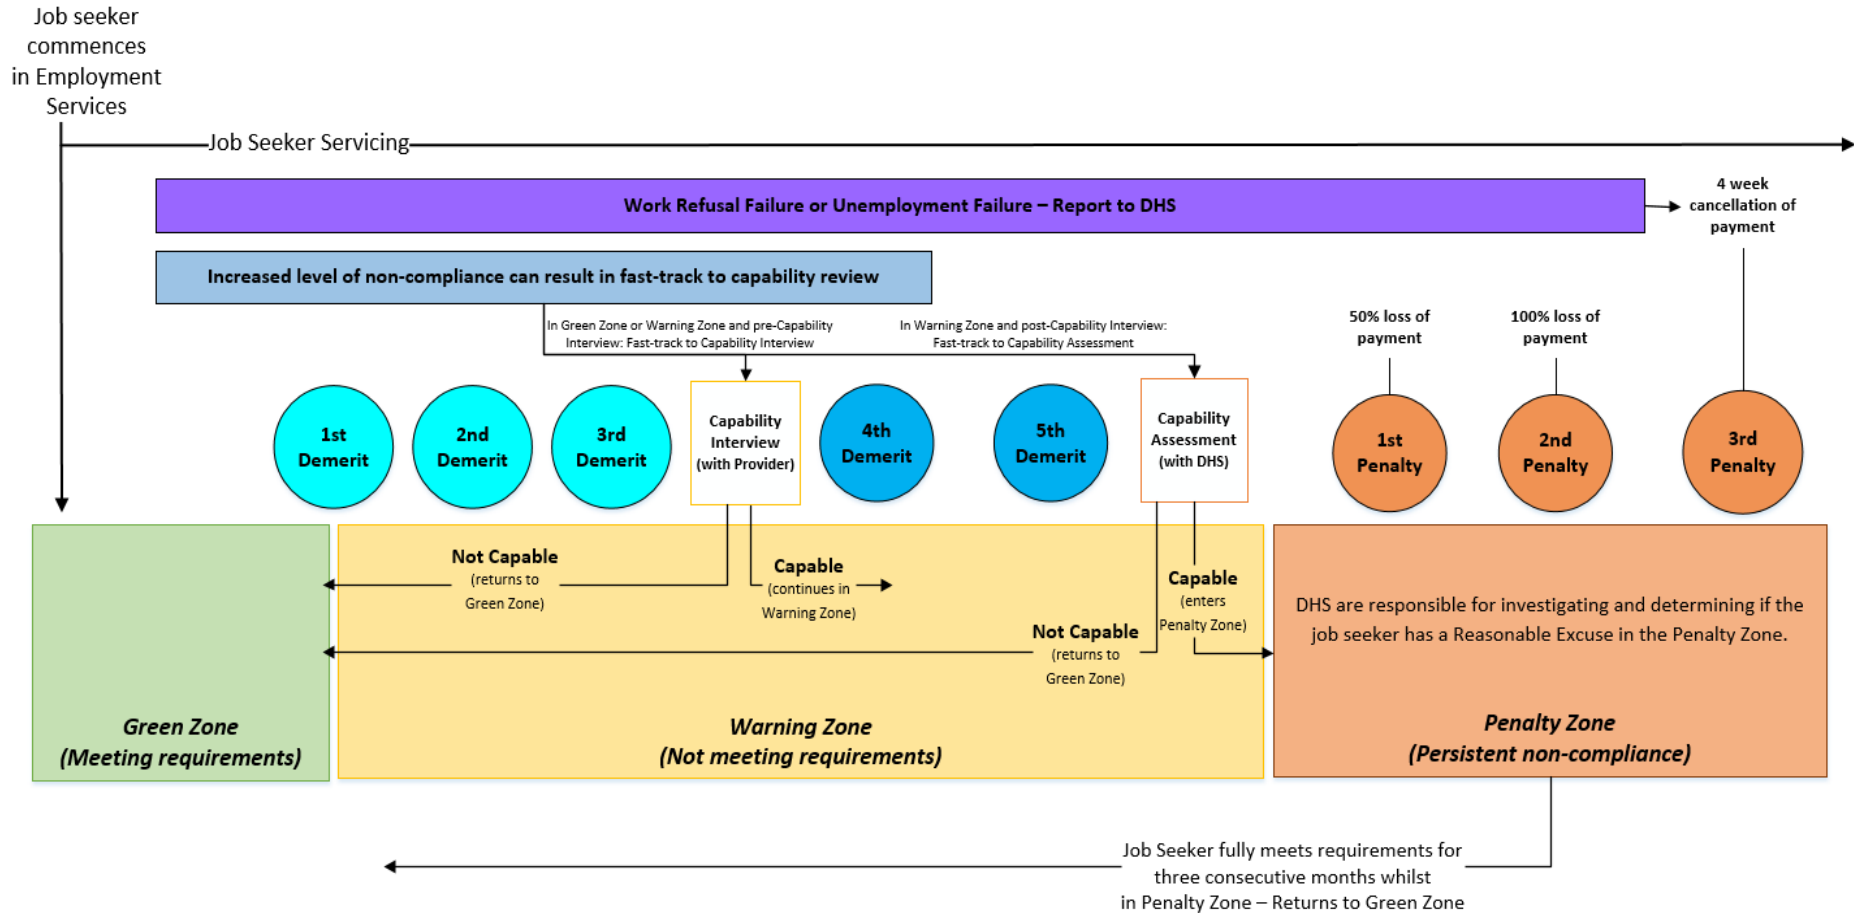 Job seeker
commences
in Employment
Services
Job Seeker Servicing
Work Refusal Failure or Unemployment Failure – Report to DHS
4 week
cancellation of
payment
Increased level of non-compliance can result in fast-track to capability review
In Green Zone or Warning Zone and pre-Capability
Interview: Fast-track to Capability Interview
In Warning Zone and post-Capability Interview:
Fast-track to Capability Assessment
50% loss of
payment
100% loss of
payment
1st
Demerit
2nd
Demerit
3rd
Demerit
Capability
Interview
(with Provider)
4th
Demerit
5th
Demerit
Capability
Assessment
(with DHS)
1st
Penalty
2nd
Penalty
3rd
Penalty
Not Capable
(returns to
Green Zone)
Capable
(continues in
Warning Zone)
Not Capable
(returns to
Green Zone)
Capable
(enters
Penalty Zone)
DHS are responsible for investigating and determining if the
job seeker has a Reasonable Excuse in the Penalty Zone.
Green Zone
(Meeting requirements)
Warning Zone
(Not meeting requirements)
Penalty Zone
(Persistent non-compliance)
Job Seeker fully meets requirements for
three consecutive months whilst
in Penalty Zone – Returns to Green Zone